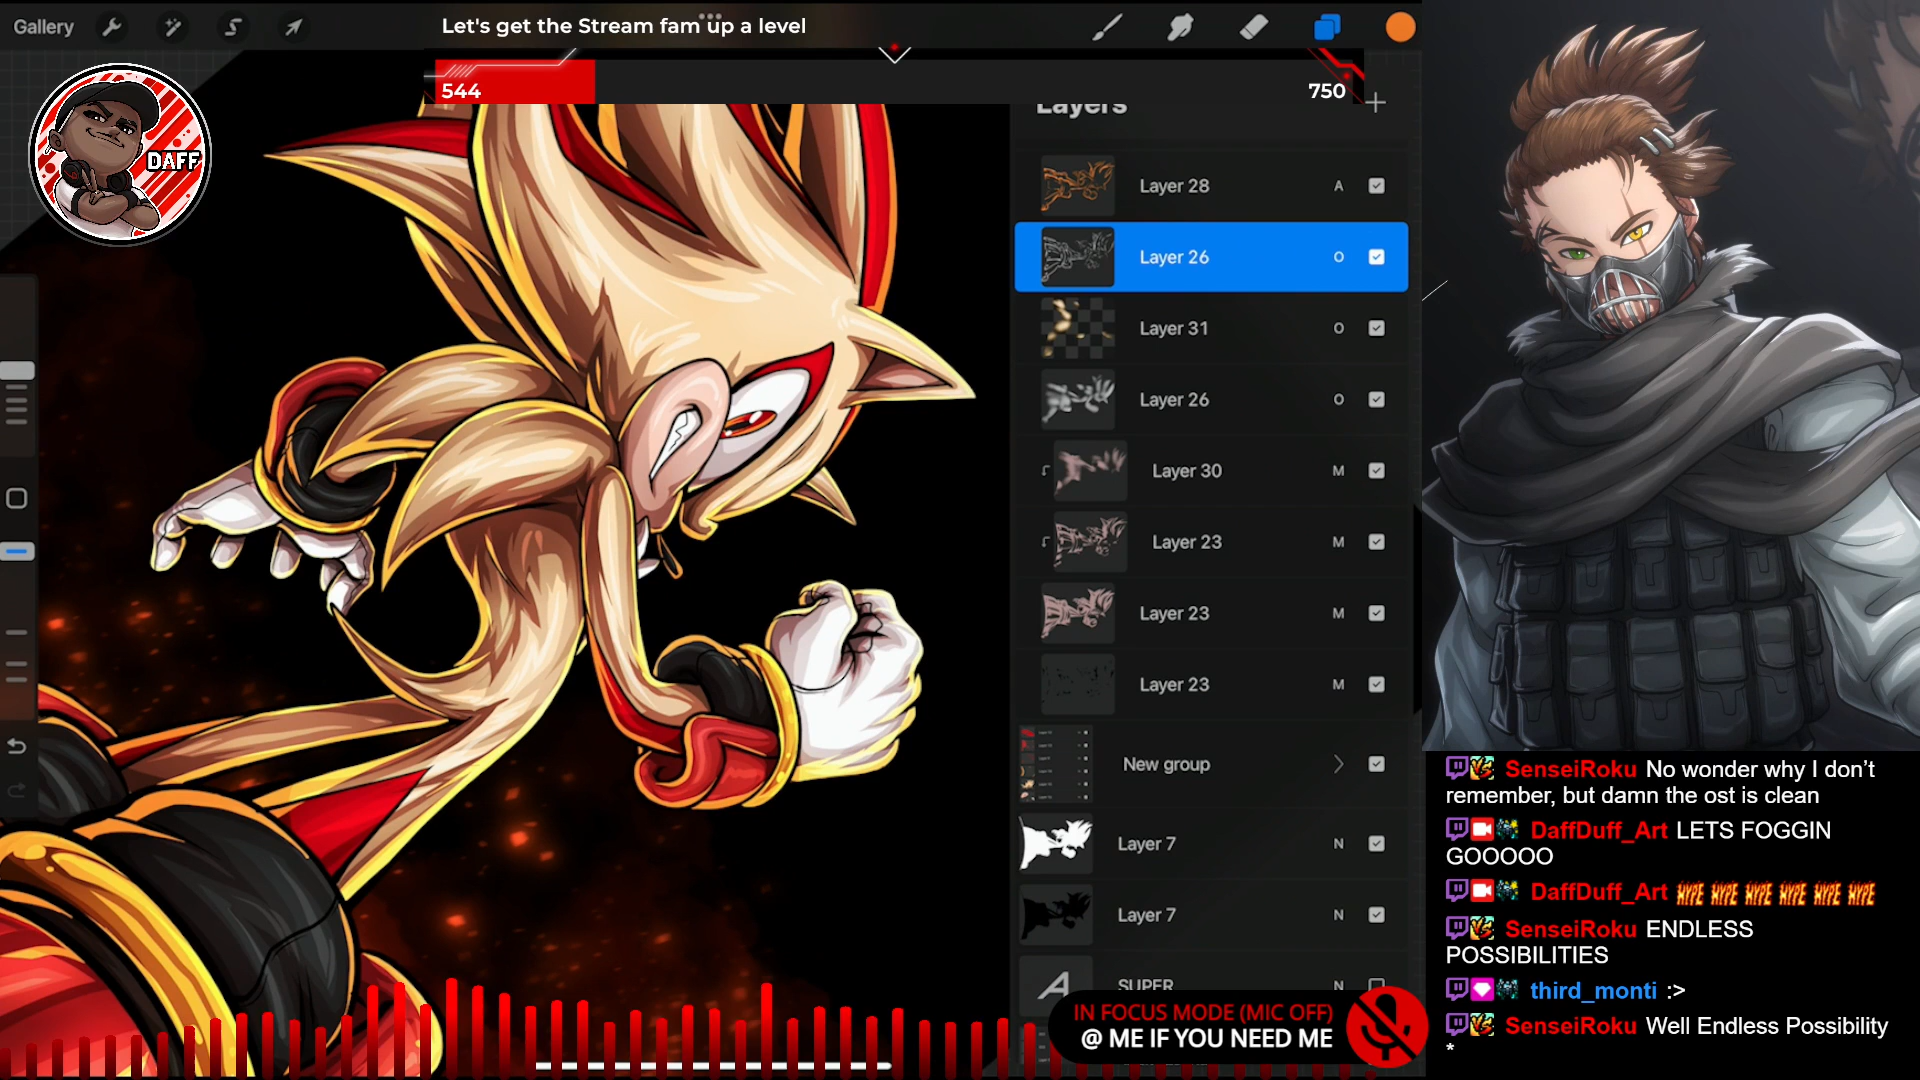 Gallery
Let's get the Stream fam up a level
544
750
DAFF
Layers
Layer 28 A
Layer 26 O
Layer 31 O
Layer 26 O
Layer 30 M
Layer 23 M
Layer 23 M
Layer 23 M
New group
Layer 7 N
Layer 7 N
A SUPER N
IN FOCUS MODE (MIC OFF)
@ ME IF YOU NEED ME
SenseiRoku No wonder why I don't
remember, but damn the ost is clean
DaffDuff_Art LETS FOGGIN
GOOOOO
DaffDuff_Art HYPE HYPE HYPE HYPE HYPE HYPE
SenseiRoku ENDLESS
POSSIBILITIES
third_monti :>
SenseiRoku Well Endless Possibility
*